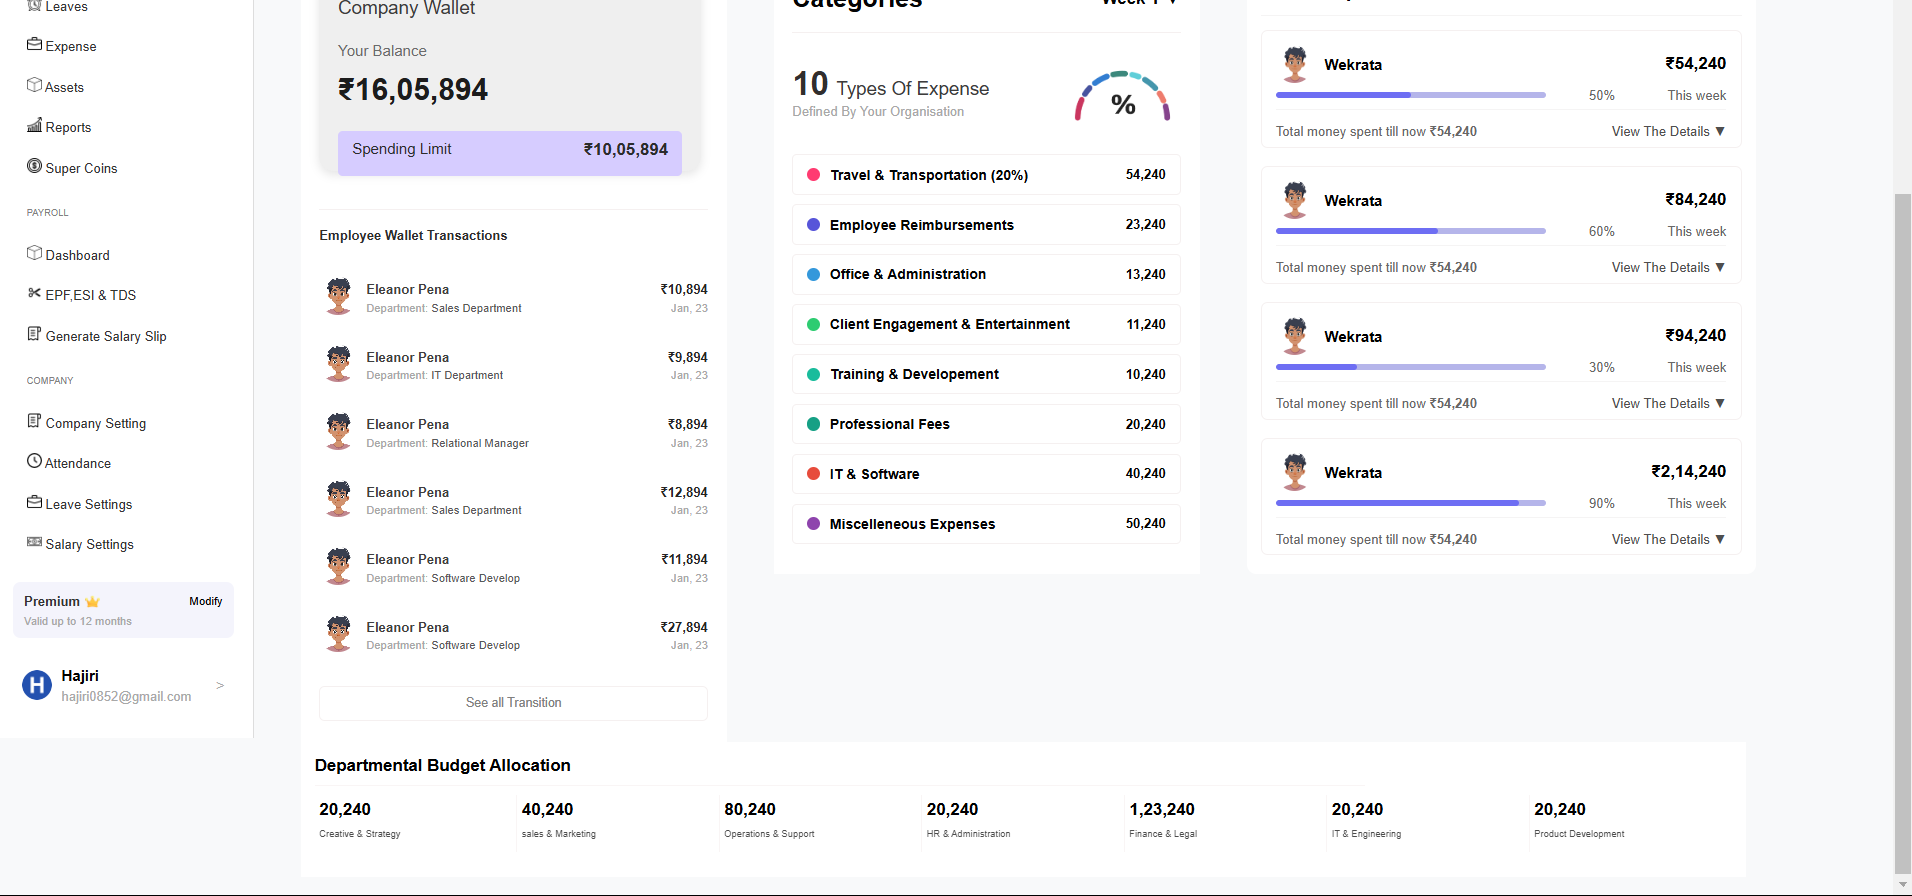 Leaves
Expense
Assets
Reports
Super Coins
PAYROLL
Dashboard
EPF,ESI & TDS
Generate Salary Slip
COMPANY
Company Setting
Attendance
Leave Settings
Salary Settings
Premium Modify
Valid up to 12 months
H Hajiri
hajiri0852@gmail.com >
Company Wallet
Your Balance
₹16,05,894
Spending Limit ₹10,05,894
Employee Wallet Transactions
Eleanor Pena ₹10,894
Department: Sales Department Jan, 23
Eleanor Pena ₹9,894
Department: IT Department Jan, 23
Eleanor Pena ₹8,894
Department: Relational Manager Jan, 23
Eleanor Pena ₹12,894
Department: Sales Department Jan, 23
Eleanor Pena ₹11,894
Department: Software Develop Jan, 23
Eleanor Pena ₹27,894
Department: Software Develop Jan, 23
See all Transition
Categories Week 1 ▼
10 Types Of Expense
Defined By Your Organisation
%
Travel & Transportation (20%) 54,240
Employee Reimbursements 23,240
Office & Administration 13,240
Client Engagement & Entertainment 11,240
Training & Developement 10,240
Professional Fees 20,240
IT & Software 40,240
Miscelleneous Expenses 50,240
Wekrata ₹54,240
50% This week
Total money spent till now ₹54,240 View The Details ▼
Wekrata ₹84,240
60% This week
Total money spent till now ₹54,240 View The Details ▼
Wekrata ₹94,240
30% This week
Total money spent till now ₹54,240 View The Details ▼
Wekrata ₹2,14,240
90% This week
Total money spent till now ₹54,240 View The Details ▼
Departmental Budget Allocation
20,240 40,240 80,240 20,240 1,23,240 20,240 20,240
Creative & Strategy sales & Marketing Operations & Support HR & Administration Finance & Legal IT & Engineering Product Development